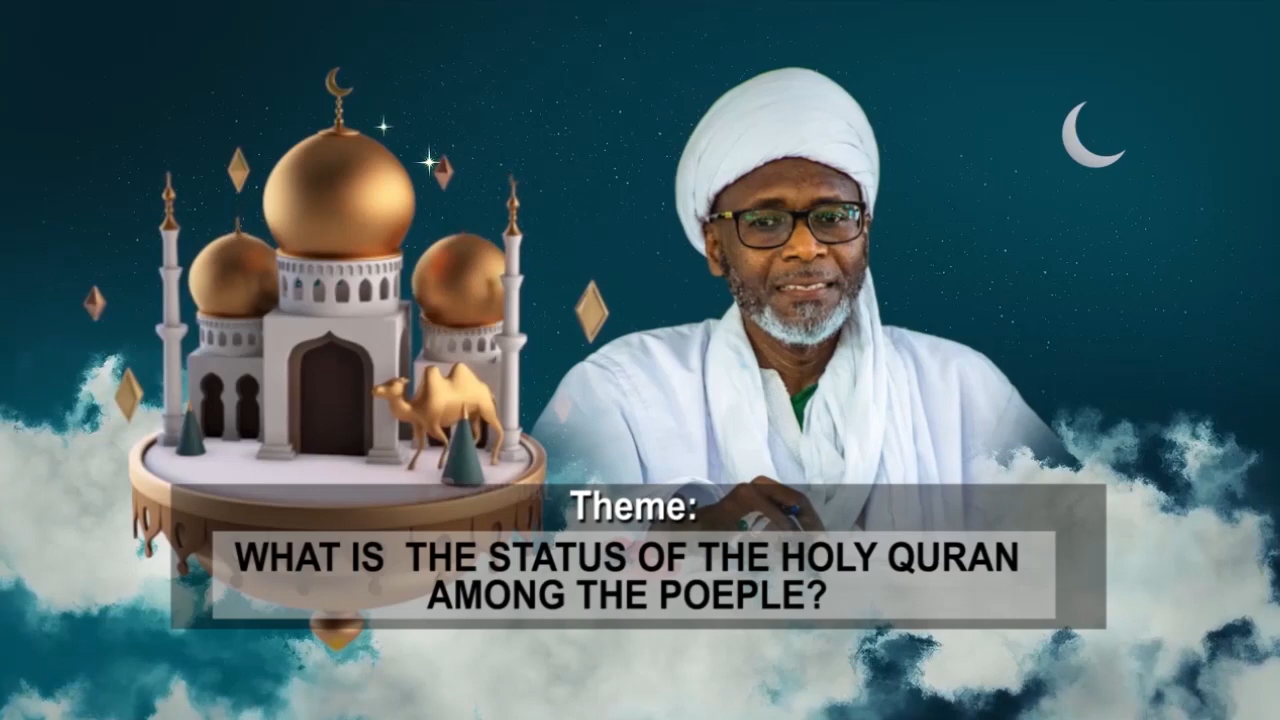 Theme:
WHAT IS THE STATUS OF THE HOLY QURAN
AMONG THE POEPLE?